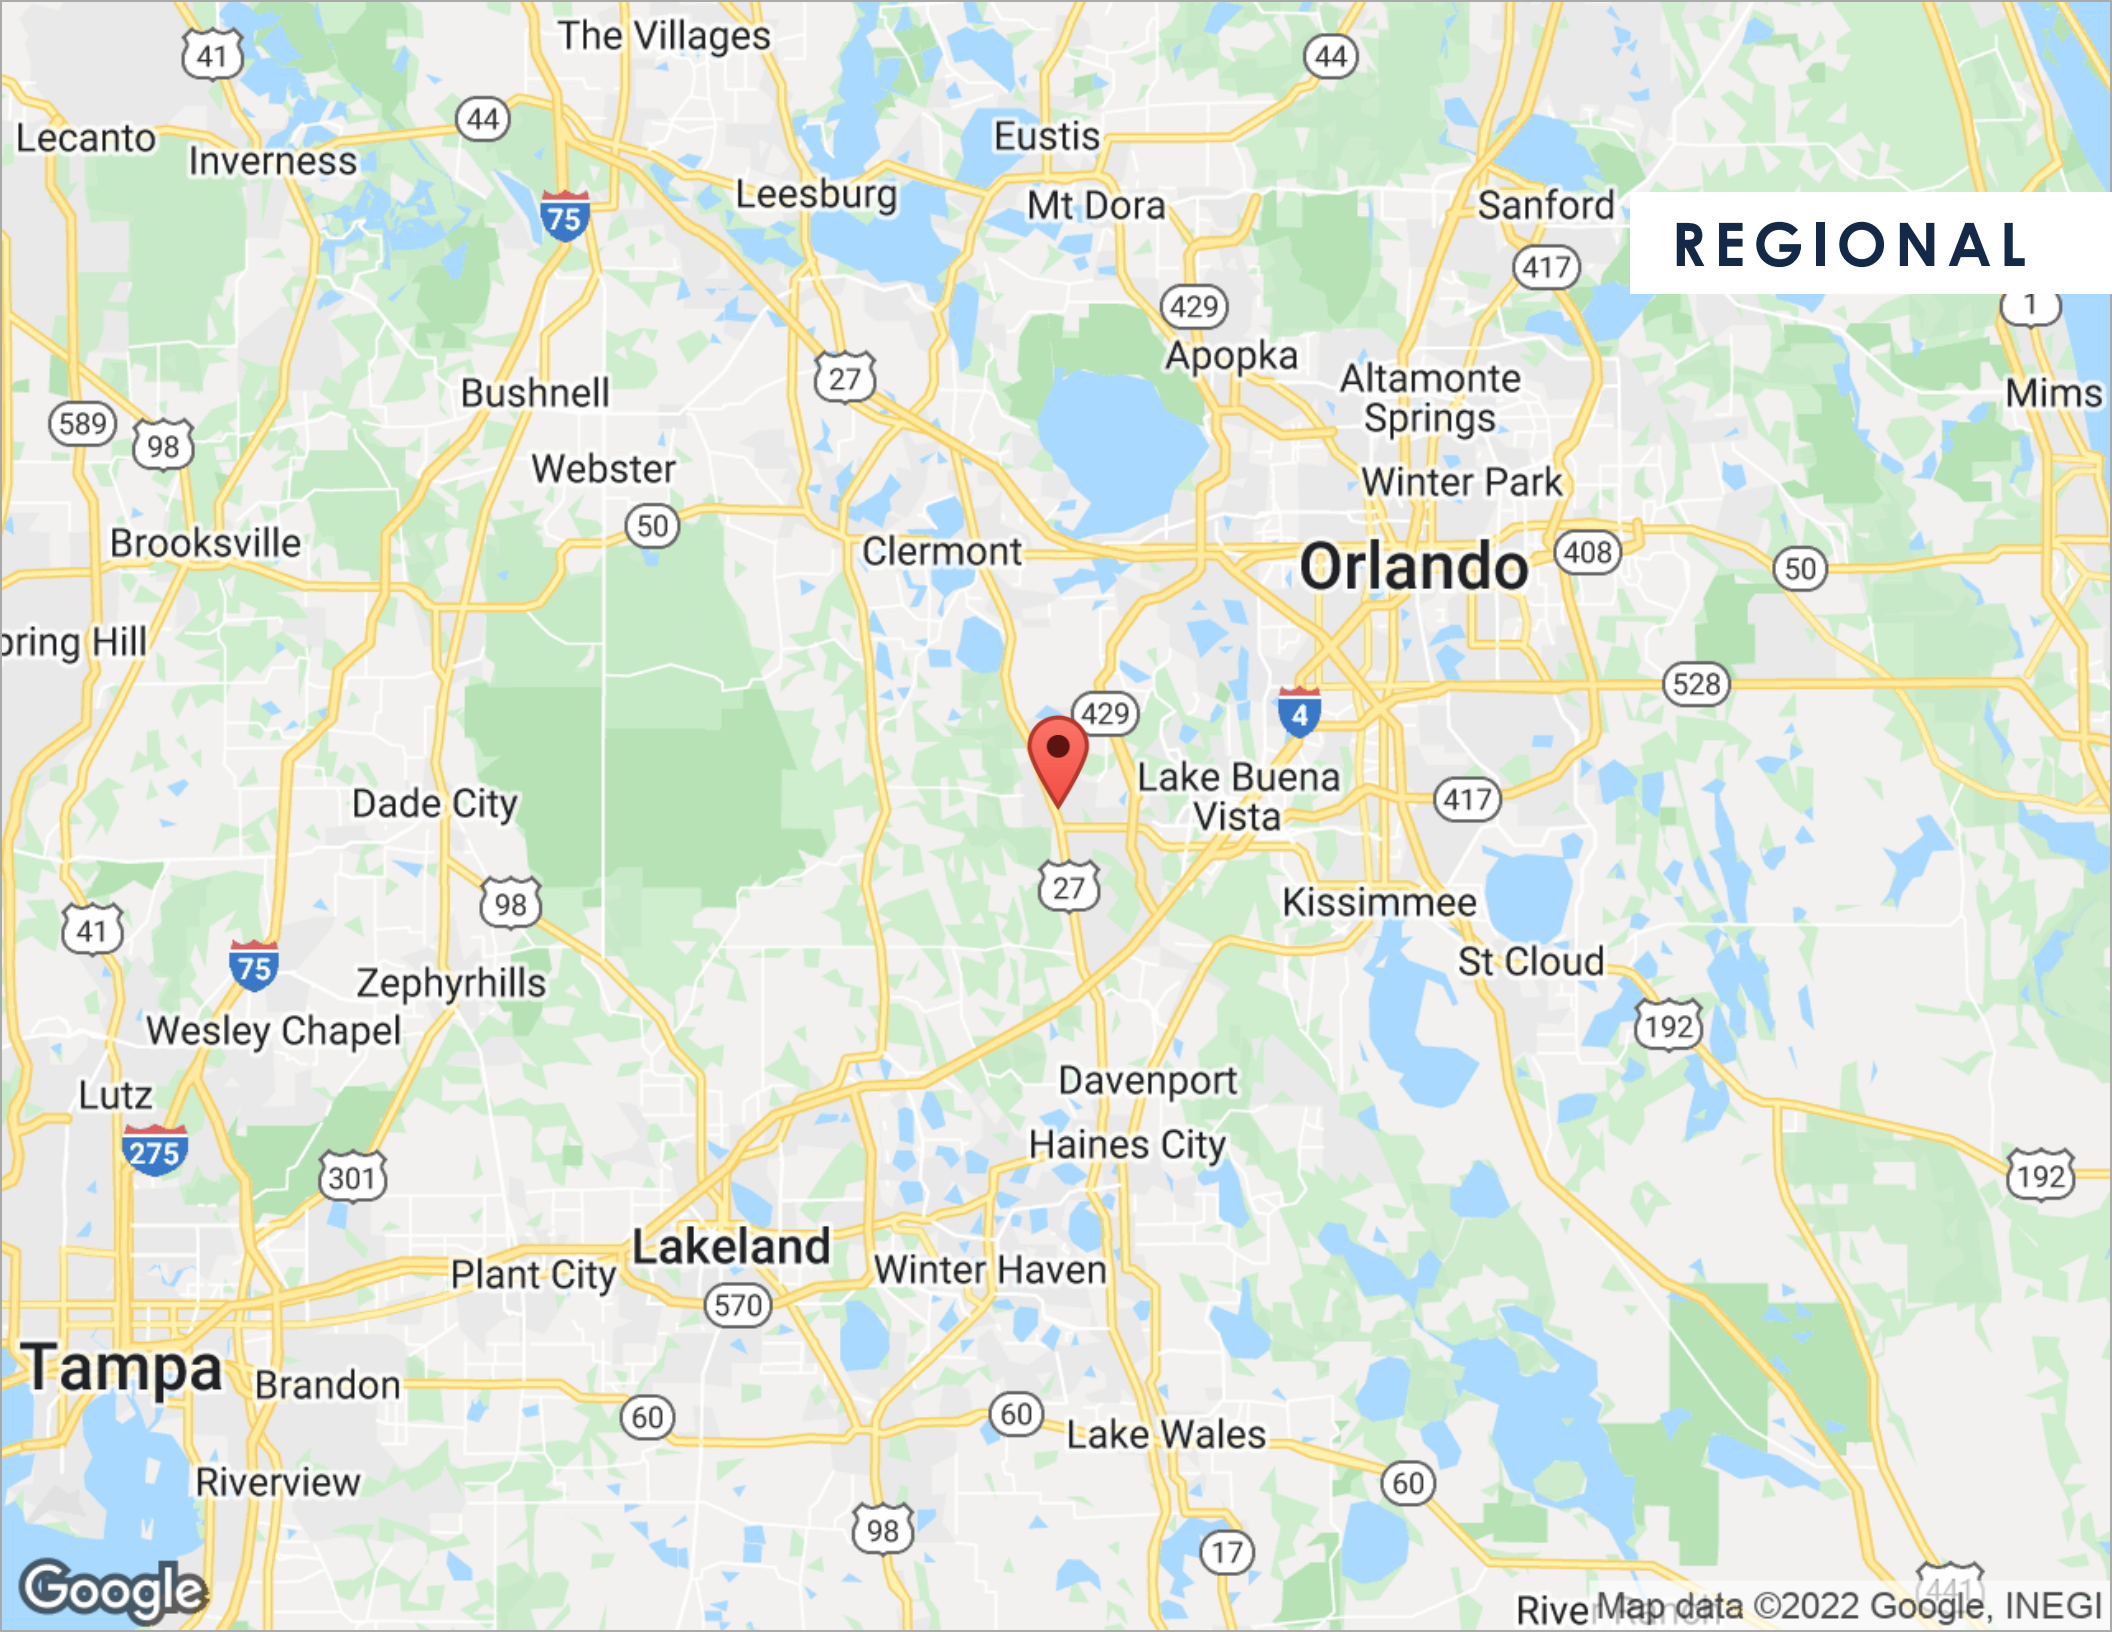 The Villages
41
44
44
Lecanto
Eustis
Inverness
Leesburg
Mt Dora
Sanford
75
REGIONAL
417
429
1
Apopka
27
Altamonte
Springs
Bushnell
Mims
589
98
Webster
Winter Park
50
Brooksville
Clermont
Orlando
408
50
pring Hill
528
429
4
Lake Buena
Vista
Dade City
417
27
98
Kissimmee
41
75
St Cloud
Zephyrhills
192
Wesley Chapel
Davenport
Lutz
Haines City
275
301
192
Lakeland
Winter Haven
Plant City
570
Tampa
Brandon
60
60
Lake Wales
Riverview
60
98
17
441
Google
River Ranch
Map data ©2022 Google, INEGI